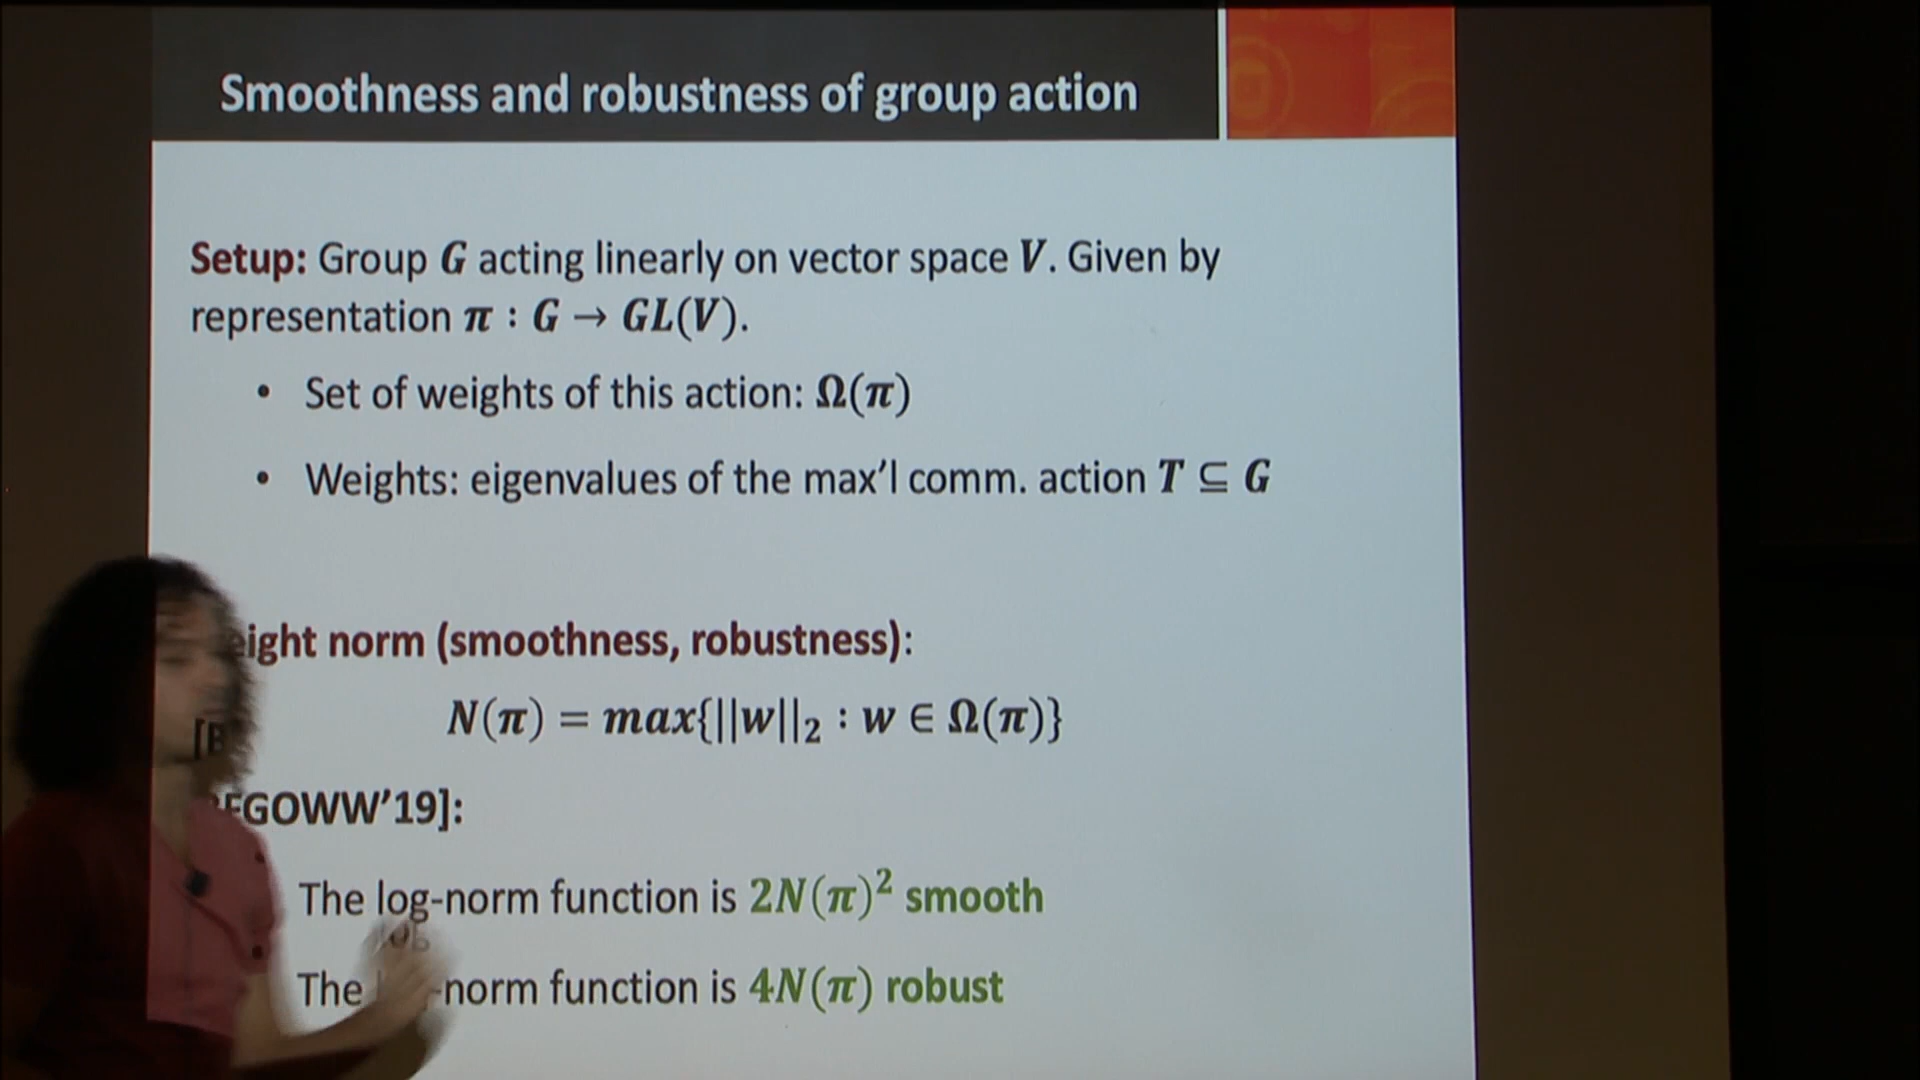 Smoothness and robustness of group action
Setup: Group G acting linearly on vector space V. Given by
representation π : G → GL(V).
• Set of weights of this action: Ω(π)
• Weights: eigenvalues of the max'l comm. action T ⊆ G
eight norm (smoothness, robustness):
N(π) = max{||w||₂ : w ∈ Ω(π)}
[B
FGOWW'19]:
The log-norm function is 2N(π)² smooth
The -norm function is 4N(π) robust